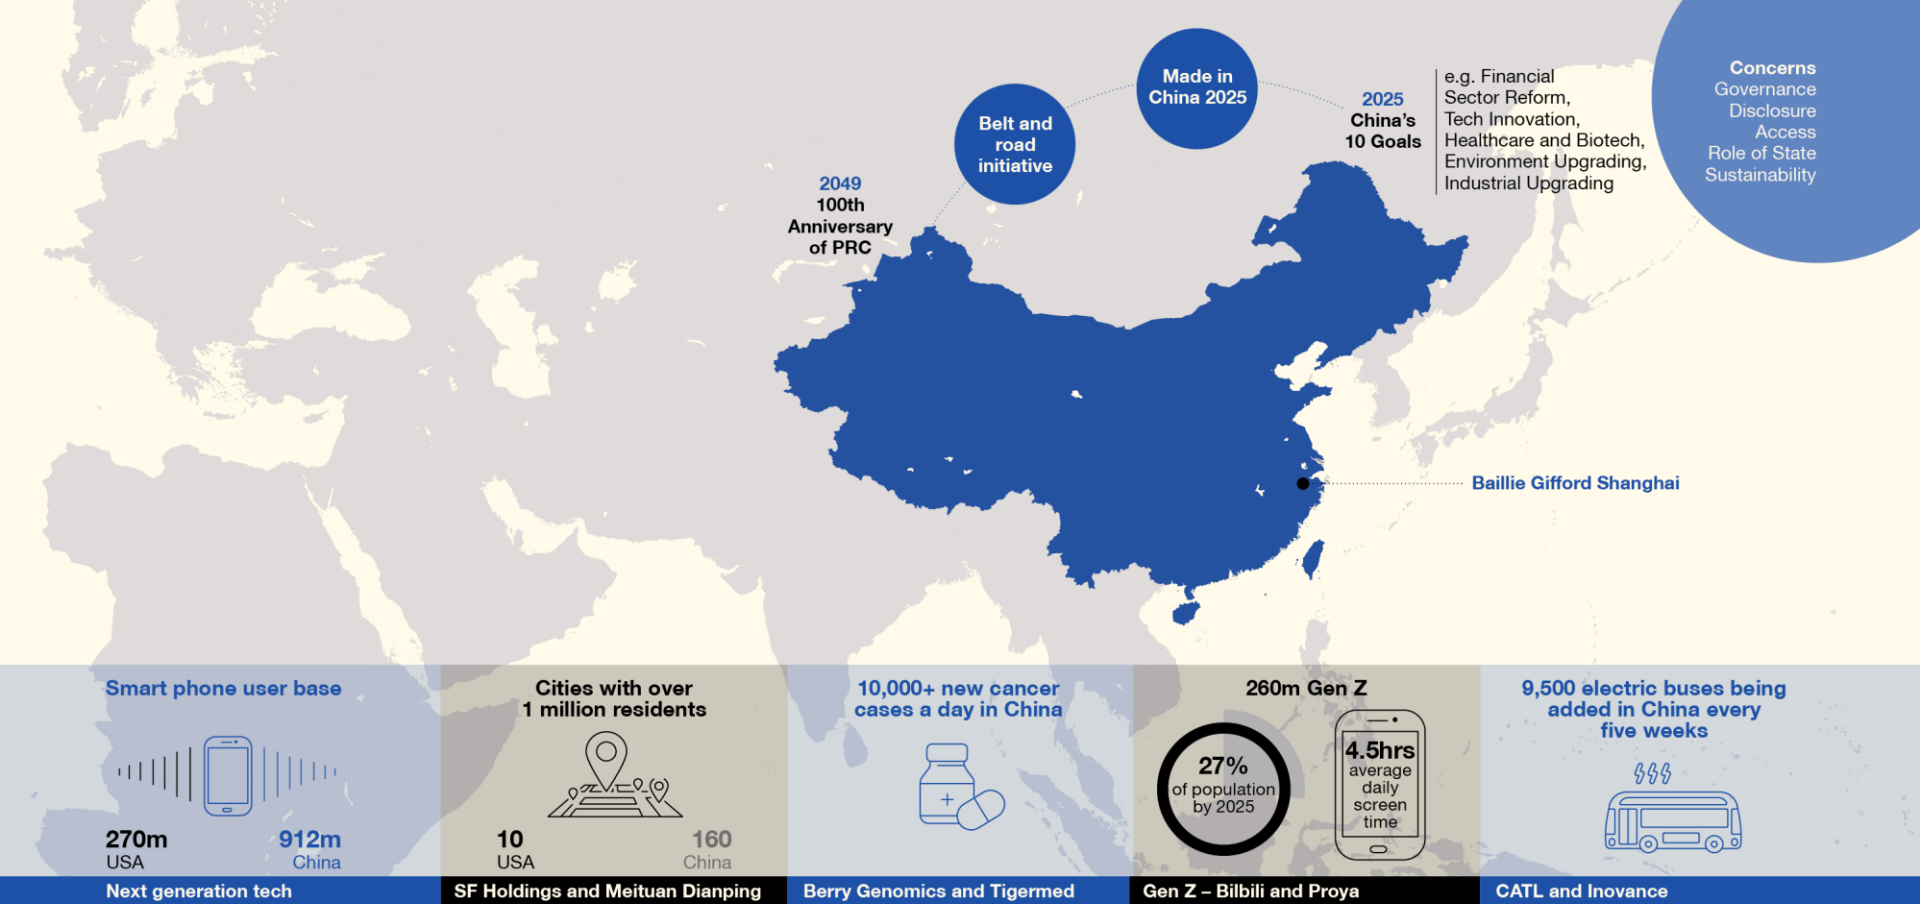 Made in
China 2025
Belt and
road
initiative
2049
100th
Anniversary
of PRC
2025
China's
10 Goals
e.g. Financial
Sector Reform,
Tech Innovation,
Healthcare and Biotech,
Environment Upgrading,
Industrial Upgrading
Concerns
Governance
Disclosure
Access
Role of State
Sustainability
Baillie Gifford Shanghai
Smart phone user base
270m
USA
912m
China
Next generation tech
Cities with over
1 million residents
10
USA
160
China
SF Holdings and Meituan Dianping
10,000+ new cancer
cases a day in China
Berry Genomics and Tigermed
260m Gen Z
27%
of population
by 2025
4.5hrs
average
daily
screen
time
Gen Z – Bilbili and Proya
9,500 electric buses being
added in China every
five weeks
CATL and Inovance